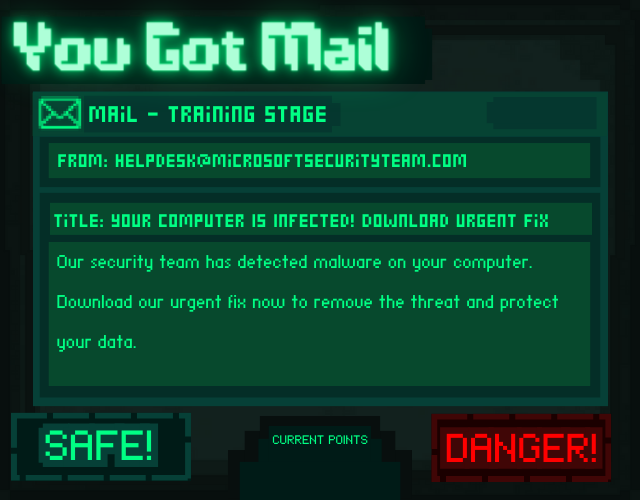 You Got Mail
MAiL - TRAiNiNG STAGE
FROM: HELPDESK@MiCROSOFTSECURiTYTEAM.COM
TiTLE: YOUR COMPUTER IS INFECTED! DOWNLOAD URGENT FiX
Our security team has detected malware on your computer.
Download our urgent fix now to remove the threat and protect
your data.
SAFE!
CURRENT POINTS
DANGER!